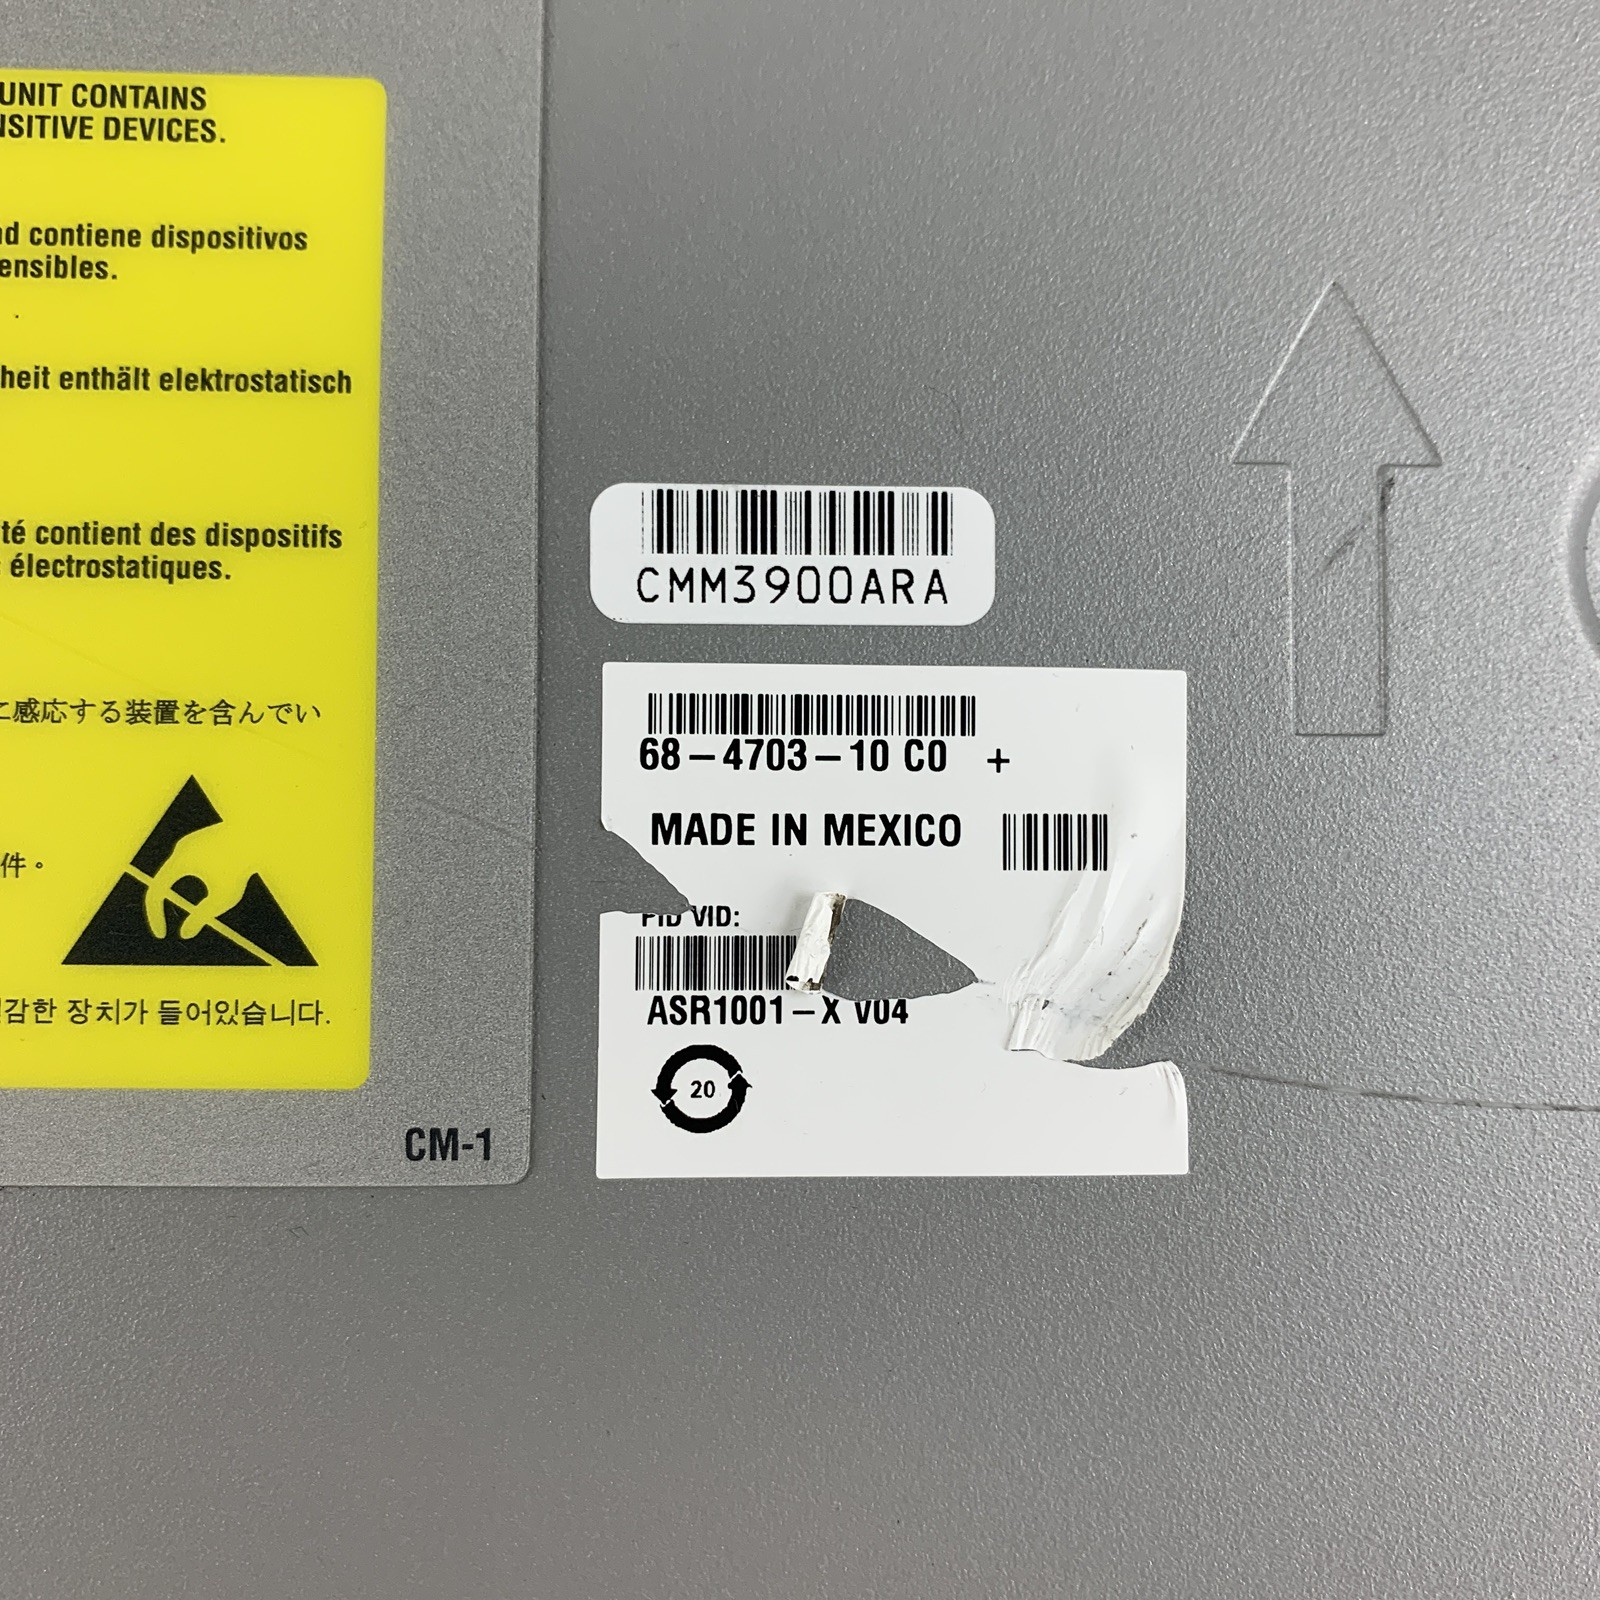 UNIT CONTAINS
NSITIVE DEVICES.
ad contiene dispositivos
ensibles.
heit enthält elektrostatisch
té contient des dispositifs
électrostatiques.
に感応する装置を含んでい
件。
감한 장치가 들어있습니다.
CM-1
CMM3900ARA
68-4703-10 C0 +
MADE IN MEXICO
PID VID:
ASR1001-X V04
20